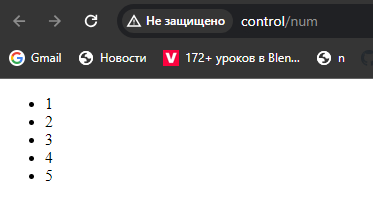 Не защищено control/num
Gmail Новости 172+ уроков в Blen... n
1
2
3
4
5